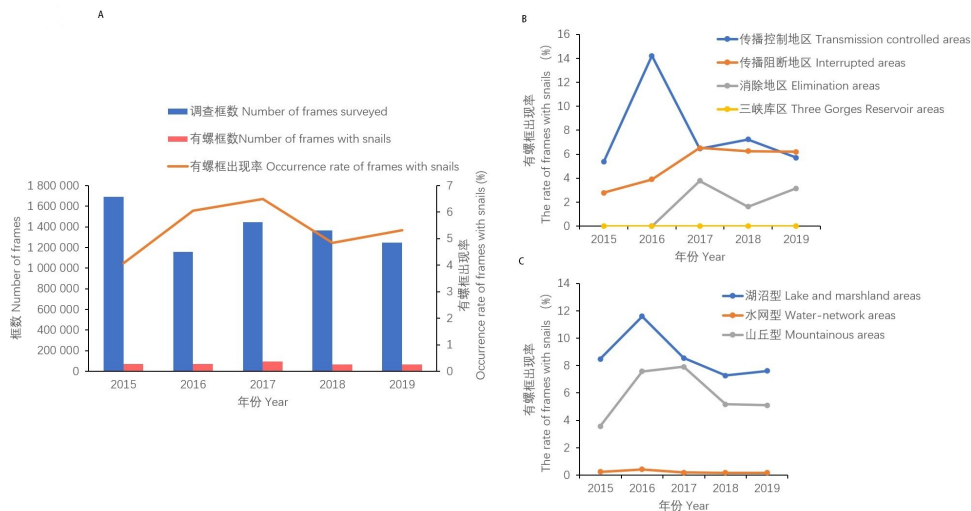 A
调查框数 Number of frames surveyed
有螺框数Number of frames with snails
有螺框出现率 Occurrence rate of frames with snails
框数 Number of frames
1 800 000
1 600 000
1 400 000
1 200 000
1 000 000
800 000
600 000
400 000
200 000
0
7
6
5
4
3
2
1
0
有螺框出现率
Occurrence rate of frames with snails (%)
2015 2016 2017 2018 2019
年份 Year
B
传播控制地区 Transmission controlled areas
传播阻断地区 Interrupted areas
消除地区 Elimination areas
三峡库区 Three Gorges Reservoir areas
有螺框出现率
The rate of frames with snails (%)
16
14
12
10
8
6
4
2
0
2015 2016 2017 2018 2019
年份 Year
C
湖沼型 Lake and marshland areas
水网型 Water-network areas
山丘型 Mountainous areas
有螺框出现率
The rate of frames with snails (%)
14
12
10
8
6
4
2
0
2015 2016 2017 2018 2019
年份 Year